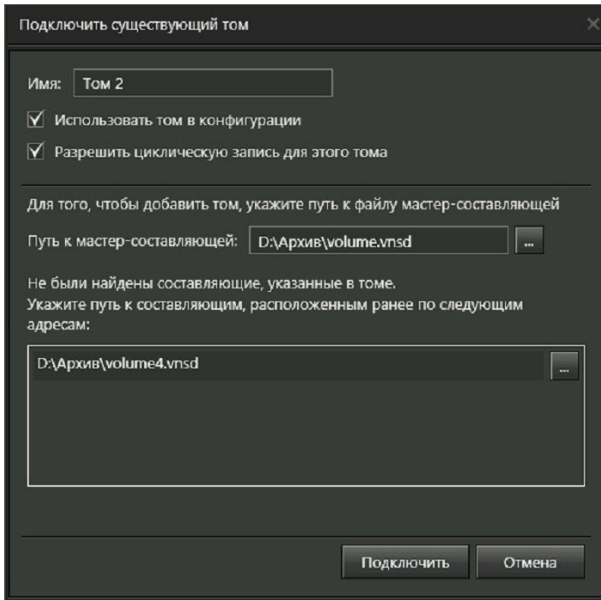 Подключить существующий том
Имя: Том 2
Использовать том в конфигурации
Разрешить циклическую запись для этого тома
Для того, чтобы добавить том, укажите путь к файлу мастер-составляющей
Путь к мастер-составляющей: D:\Архив\volume.vnsd ...
Не были найдены составляющие, указанные в томе.
Укажите путь к составляющим, расположенным ранее по следующим
адресам:
D:\Архив\volume4.vnsd ...
Подключить Отмена